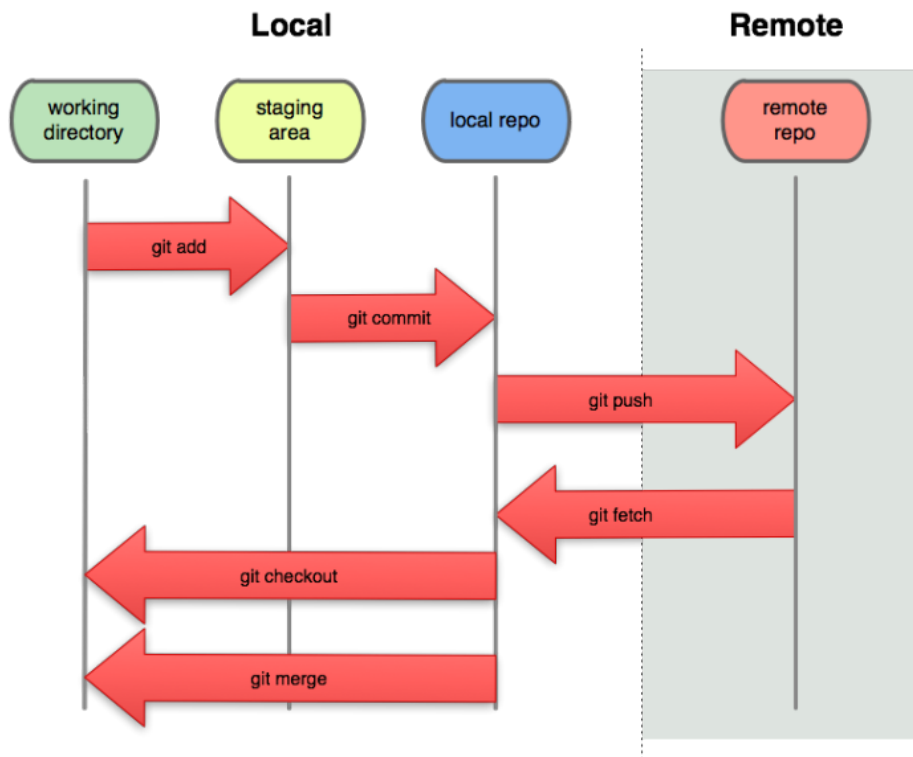 Local
Remote
working
directory
staging
area
local repo
remote
repo
git add
git commit
git push
git fetch
git checkout
git merge